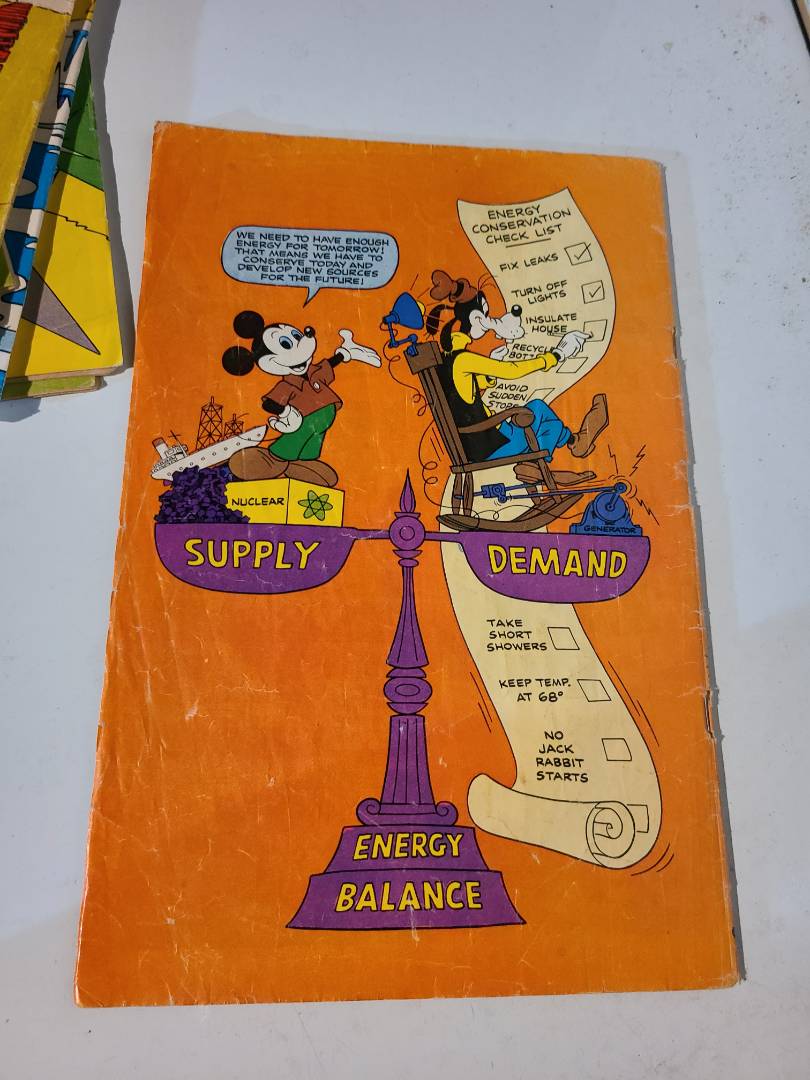 WE NEED TO HAVE ENOUGH
ENERGY FOR TOMORROW!
THAT MEANS WE HAVE TO
CONSERVE TODAY AND
DEVELOP NEW SOURCES
FOR THE FUTURE!
ENERGY
CONSERVATION
CHECK LIST
FIX LEAKS
TURN OFF
LIGHTS
INSULATE
HOUSE
AVOID
SUDDEN
NUCLEAR
GENERATOR
SUPPLY
DEMAND
TAKE
SHORT
SHOWERS
KEEP TEMP.
AT 68°
NO
JACK
RABBIT
STARTS
ENERGY
BALANCE